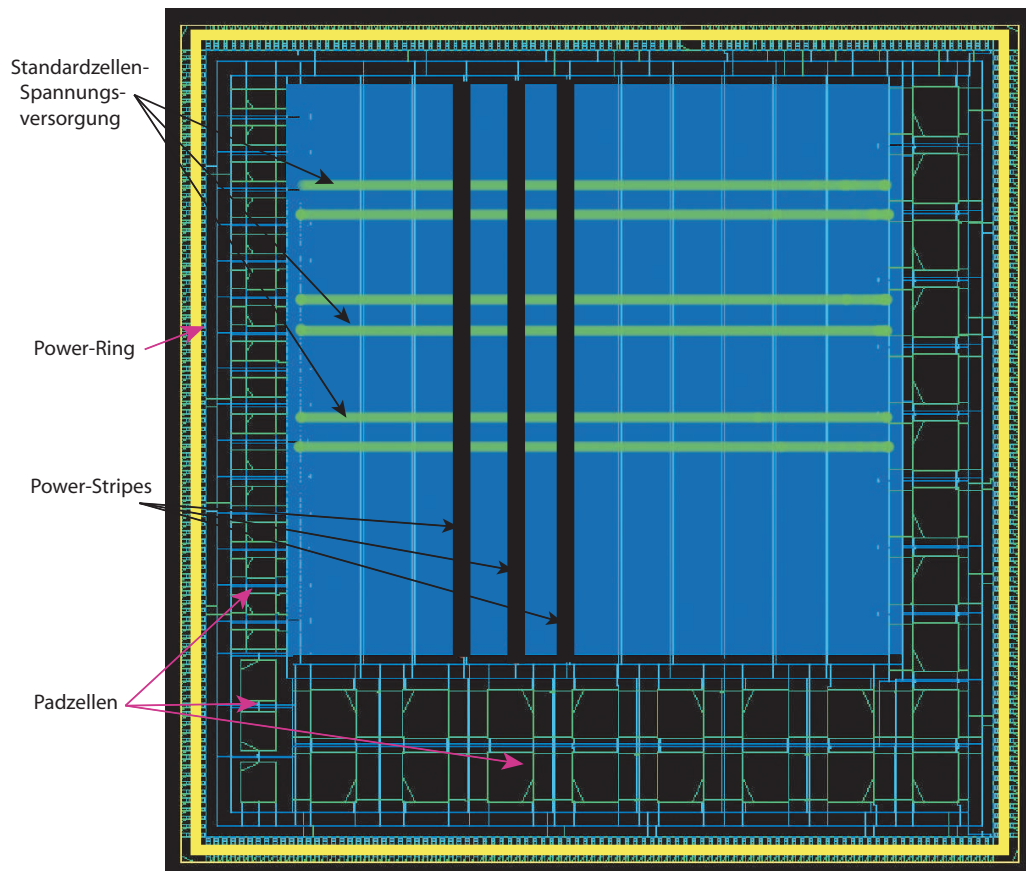 Standardzellen-
Spannungs-
versorgung
Power-Ring
Power-Stripes
Padzellen